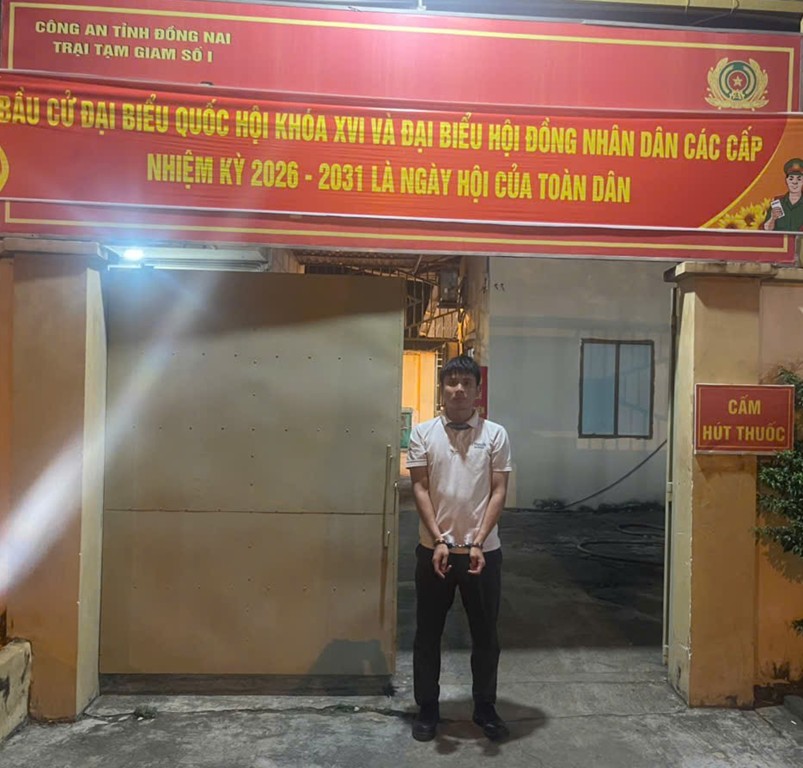 CÔNG AN TỈNH ĐỒNG NAI
TRẠI TẠM GIAM SỐ I
BẦU CỬ ĐẠI BIỂU QUỐC HỘI KHÓA XVI VÀ ĐẠI BIỂU HỘI ĐỒNG NHÂN DÂN CÁC CẤP
NHIỆM KỲ 2026 - 2031 LÀ NGÀY HỘI CỦA TOÀN DÂN
CẤM
HÚT THUỐC